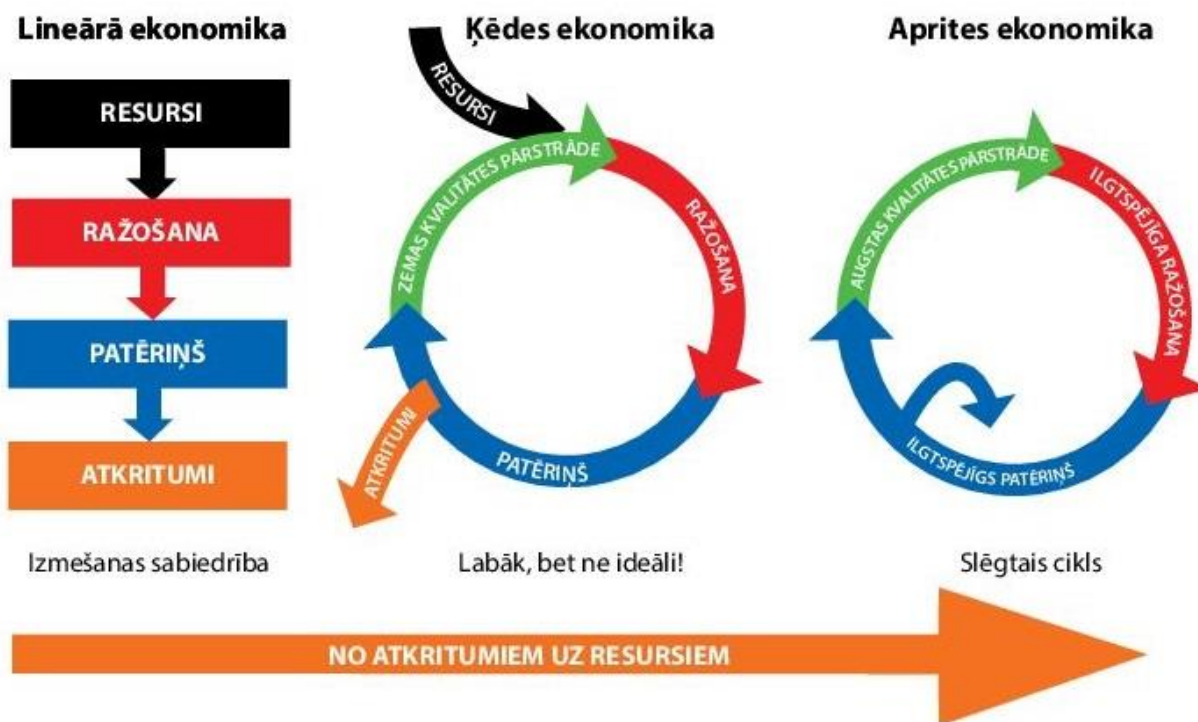 Lineārā ekonomika
RESURSI
RAŽOŠANA
PATĒRIŅŠ
ATKRITUMI
Izmešanas sabiedrība
Ķēdes ekonomika
RESURSI
ZEMAS KVALITĀTES PĀRSTRĀDE
RAŽOŠANA
PATĒRIŅŠ
ATKRITUMI
Labāk, bet ne ideāli!
Aprites ekonomika
AUGSTAS KVALITĀTES PĀRSTRĀDE
ILGTSPĒJĪGA RAŽOŠANA
ILGTSPĒJĪGS PATĒRIŅŠ
Slēgtais cikls
NO ATKRITUMIEM UZ RESURSIEM